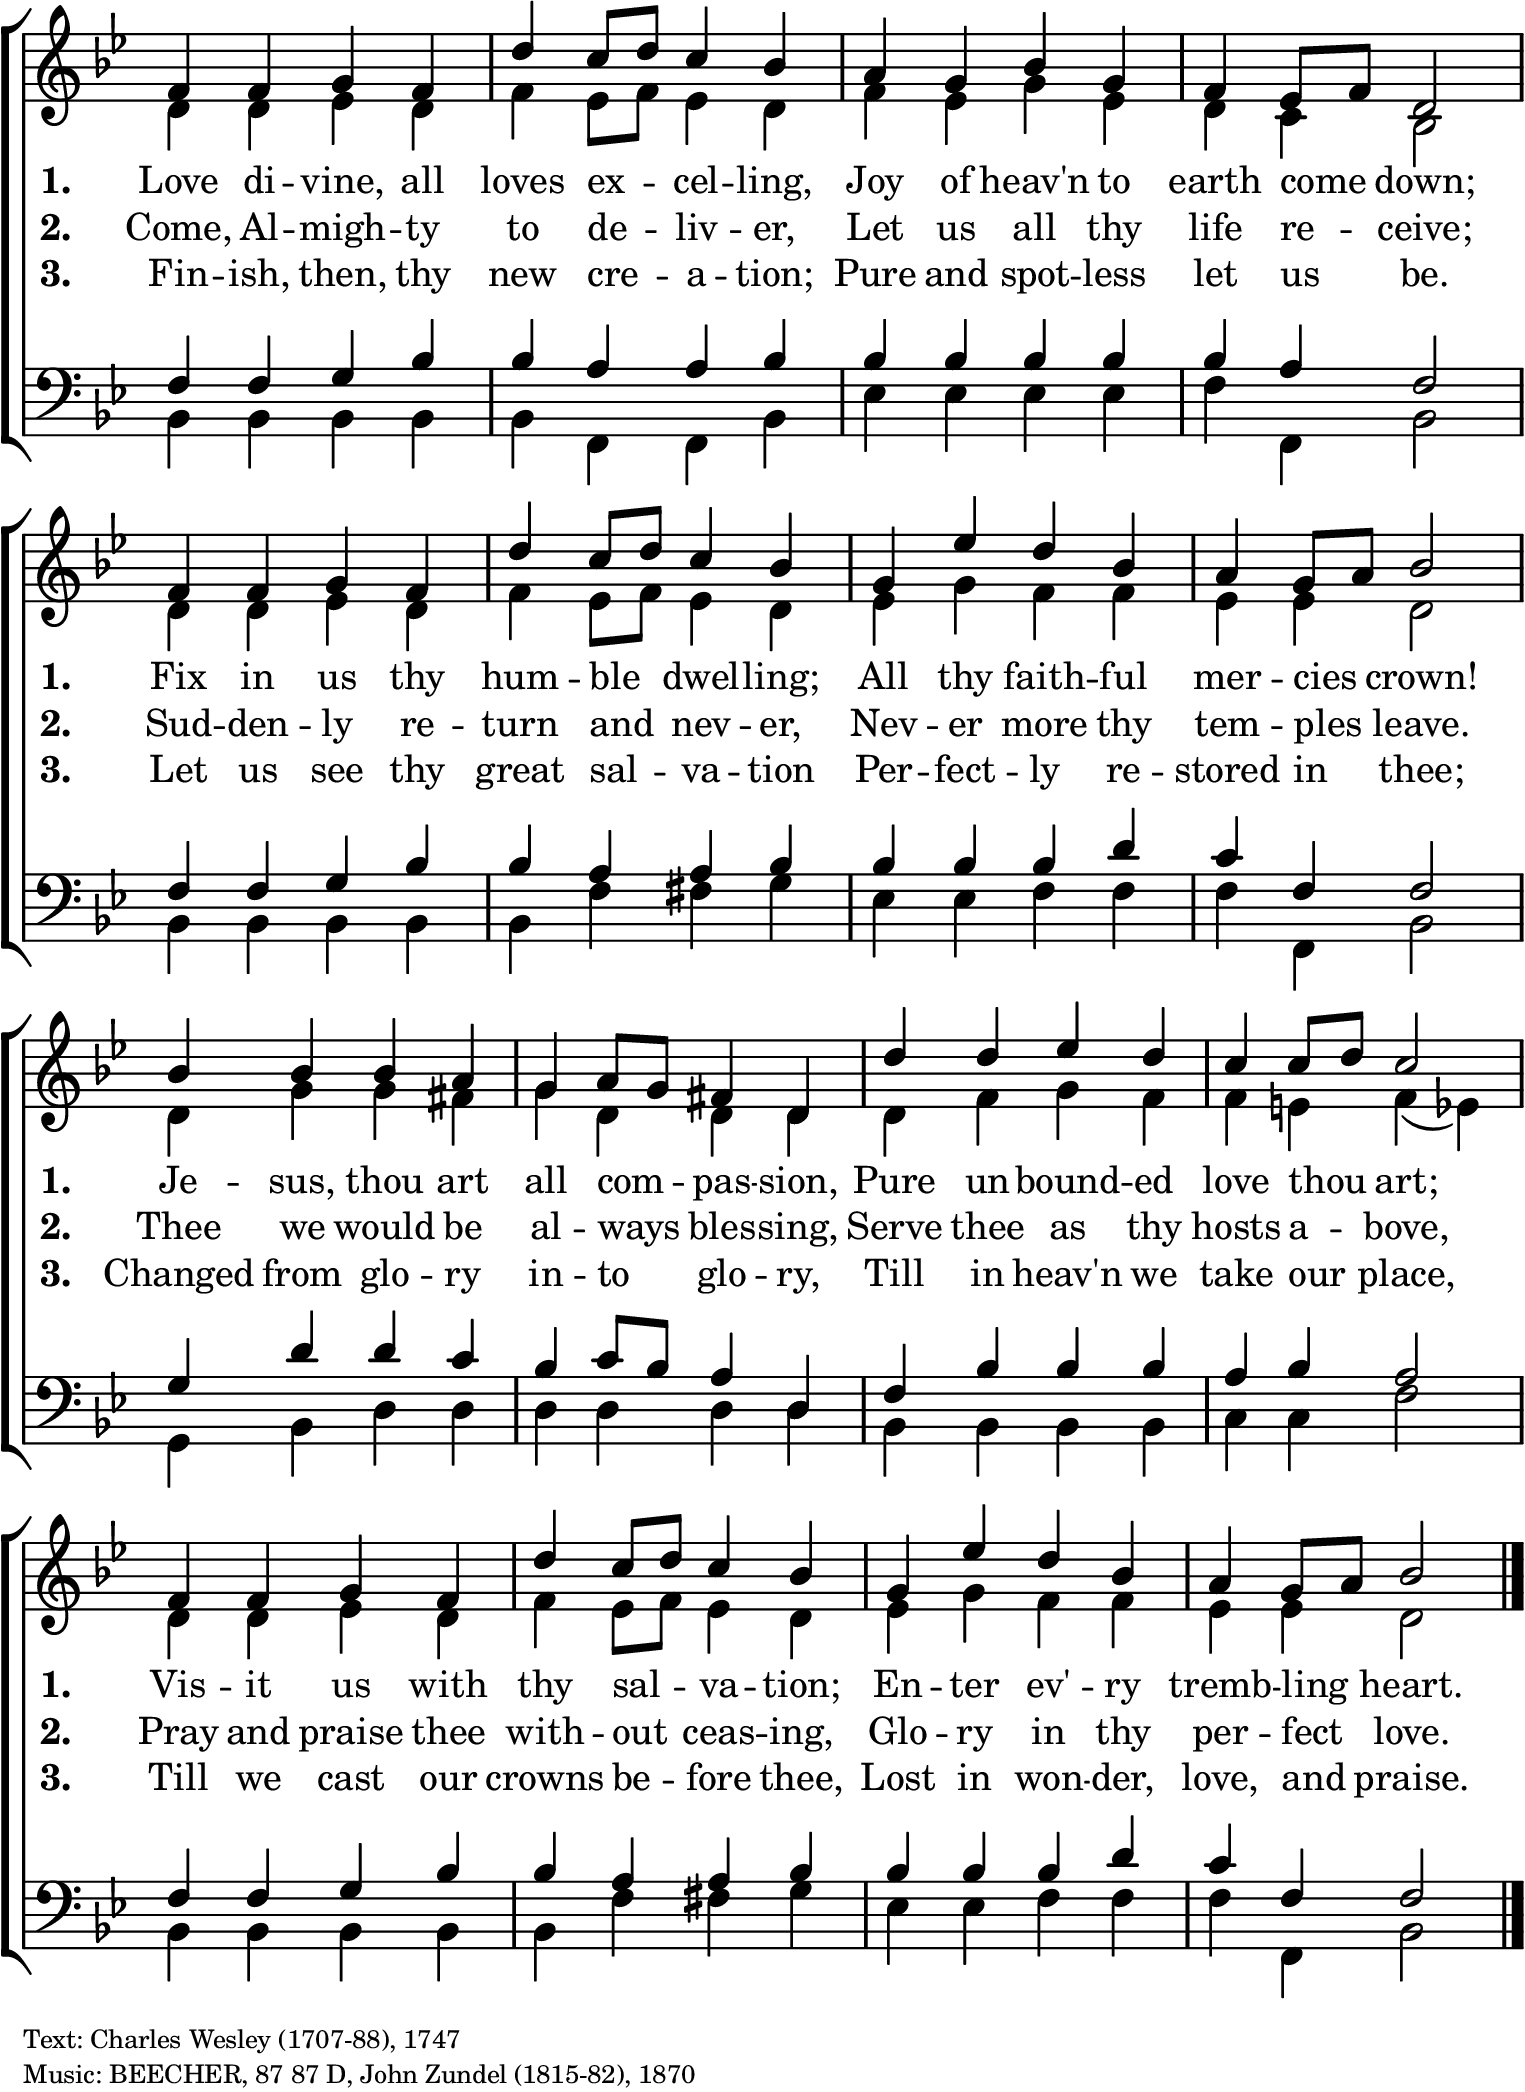 1. Love di -- vine, all loves ex -- cel -- ling, Joy of heav'n to earth come down;
2. Come, Al -- migh -- ty to de -- liv -- er, Let us all thy life re -- ceive;
3. Fin -- ish, then, thy new cre -- a -- tion; Pure and spot -- less let us be.
1. Fix in us thy hum -- ble dwel -- ling; All thy faith -- ful mer -- cies crown!
2. Sud -- den -- ly re -- turn and nev -- er, Nev -- er more thy tem -- ples leave.
3. Let us see thy great sal -- va -- tion Per -- fect -- ly re -- stored in thee;
1. Je -- sus, thou art all com -- pas -- sion, Pure un -- bound -- ed love thou art;
2. Thee we would be al -- ways bles -- sing, Serve thee as thy hosts a -- bove,
3. Changed from glo -- ry in -- to glo -- ry, Till in heav'n we take our place,
1. Vis -- it us with thy sal -- va -- tion; En -- ter ev' -- ry tremb -- ling heart.
2. Pray and praise thee with -- out ceas -- ing, Glo -- ry in thy per -- fect love.
3. Till we cast our crowns be -- fore thee, Lost in won -- der, love, and praise.
Text: Charles Wesley (1707-88), 1747
Music: BEECHER, 87 87 D, John Zundel (1815-82), 1870